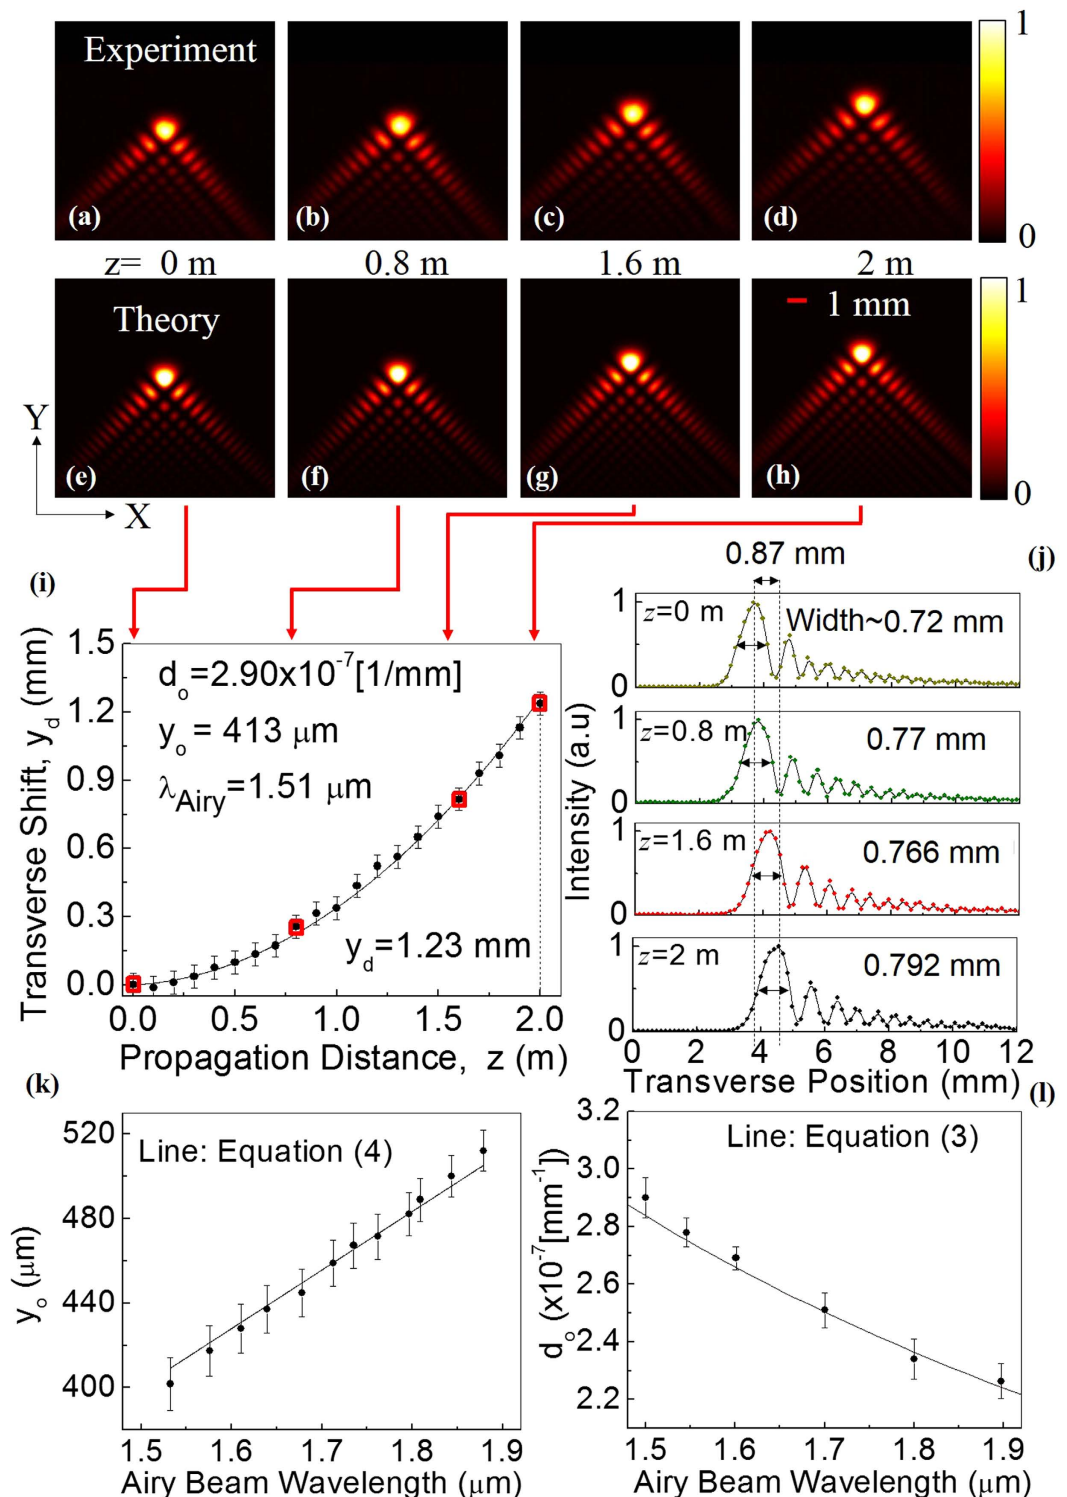 Experiment
1
(a)
(b)
(c)
(d)
0
z= 0 m
0.8 m
1.6 m
2 m
Theory
1 mm
1
Y
(e)
(f)
(g)
(h)
0
X
(i)
0.87 mm
(j)
Transverse Shift, y_d (mm)
1.5
1.2
0.9
0.6
0.3
0.0
d_o=2.90x10^-7[1/mm]
y_o = 413 μm
λ_Airy=1.51 μm
y_d=1.23 mm
0.0 0.5 1.0 1.5 2.0
Propagation Distance, z (m)
Intensity (a.u)
1
z=0 m
Width~0.72 mm
0
1
z=0.8 m
0.77 mm
0
1
z=1.6 m
0.766 mm
0
1
z=2 m
0.792 mm
0
0 2 4 6 8 10 12
Transverse Position (mm)
(k)
y_o (μm)
520
480
440
400
Line: Equation (4)
1.5 1.6 1.7 1.8 1.9
Airy Beam Wavelength (μm)
(l)
d_o (x10^-7[mm^-1]
3.2
3.0
2.8
2.6
2.4
2.2
Line: Equation (3)
1.5 1.6 1.7 1.8 1.9
Airy Beam Wavelength (μm)